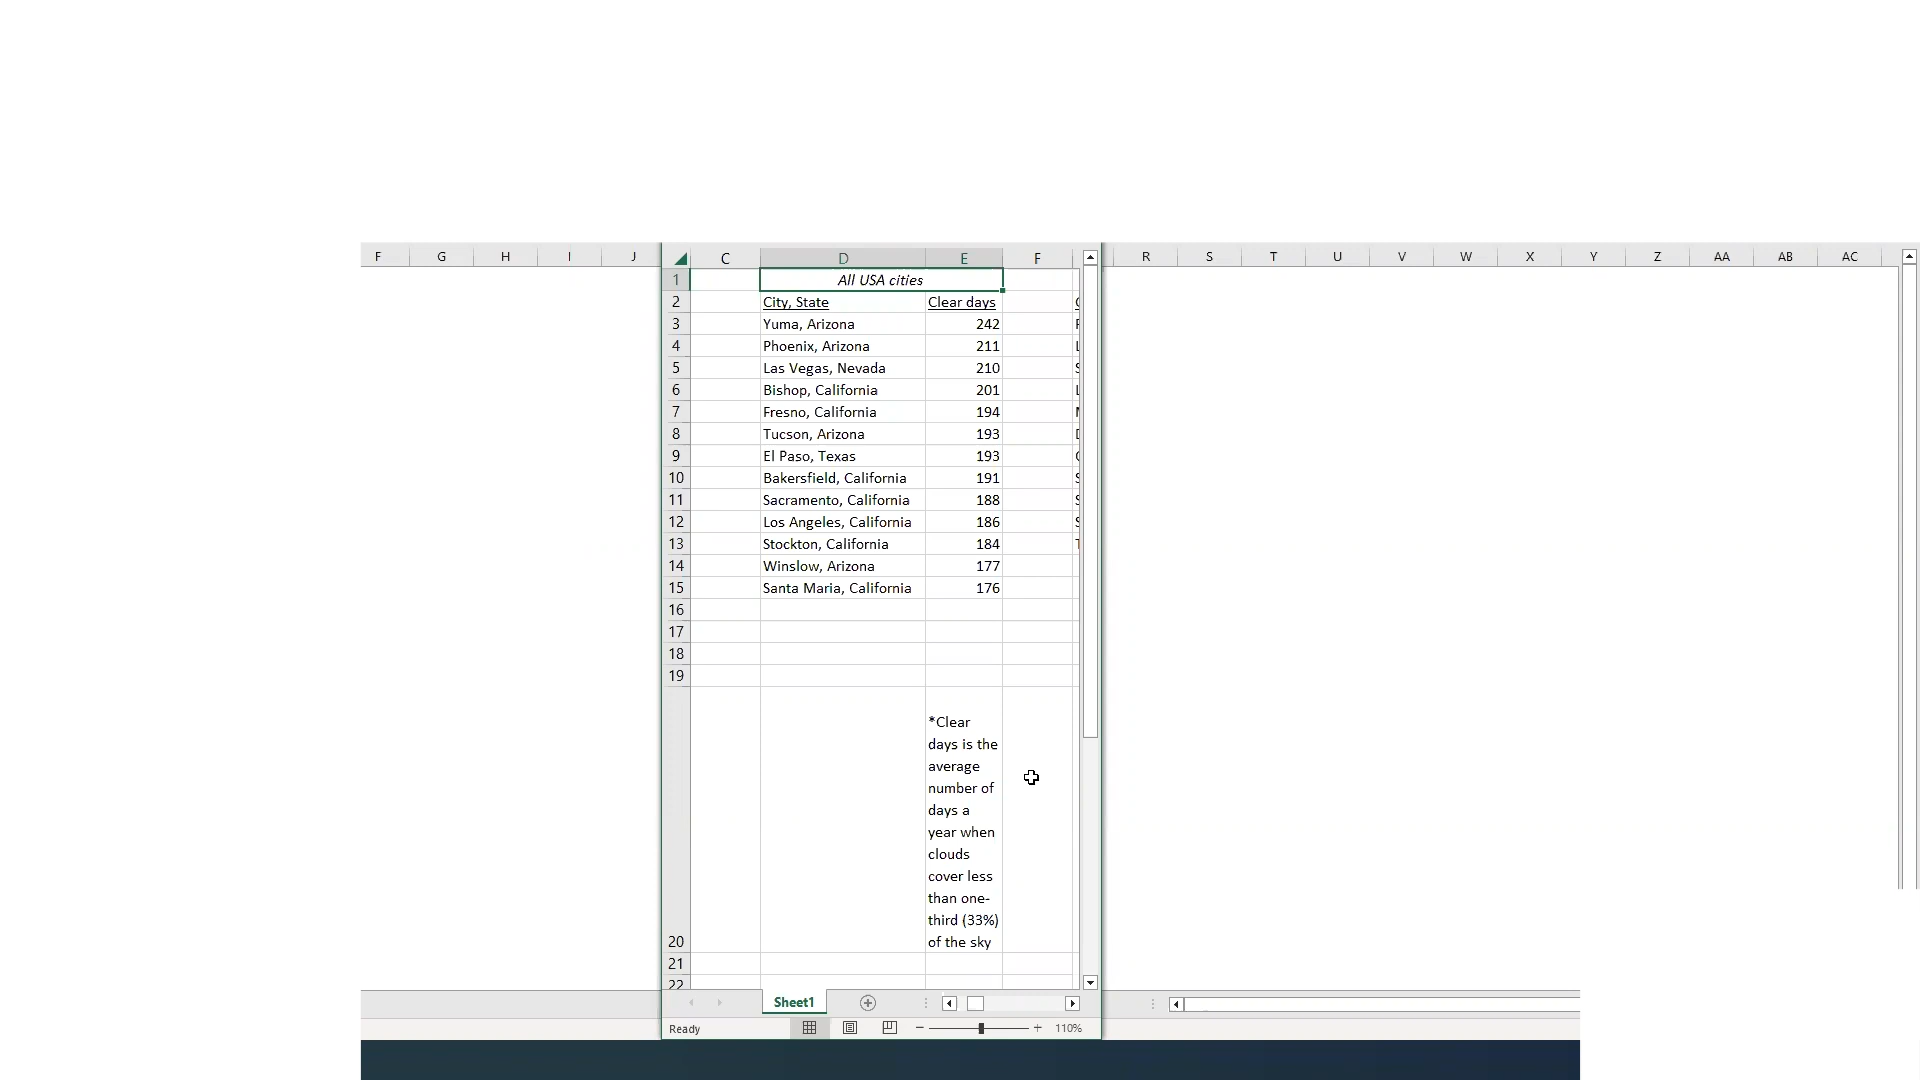 F G H I J C D E F R S T U V W X Y Z AA AB AC
1 All USA cities
2 City, State Clear days
3 Yuma, Arizona 242
4 Phoenix, Arizona 211
5 Las Vegas, Nevada 210
6 Bishop, California 201
7 Fresno, California 194
8 Tucson, Arizona 193
9 El Paso, Texas 193
10 Bakersfield, California 191
11 Sacramento, California 188
12 Los Angeles, California 186
13 Stockton, California 184
14 Winslow, Arizona 177
15 Santa Maria, California 176
16
17
18
19
*Clear
days is the
average
number of
days a
year when
clouds
cover less
than one-
third (33%)
20 of the sky
21
22
Sheet1
Ready 110%